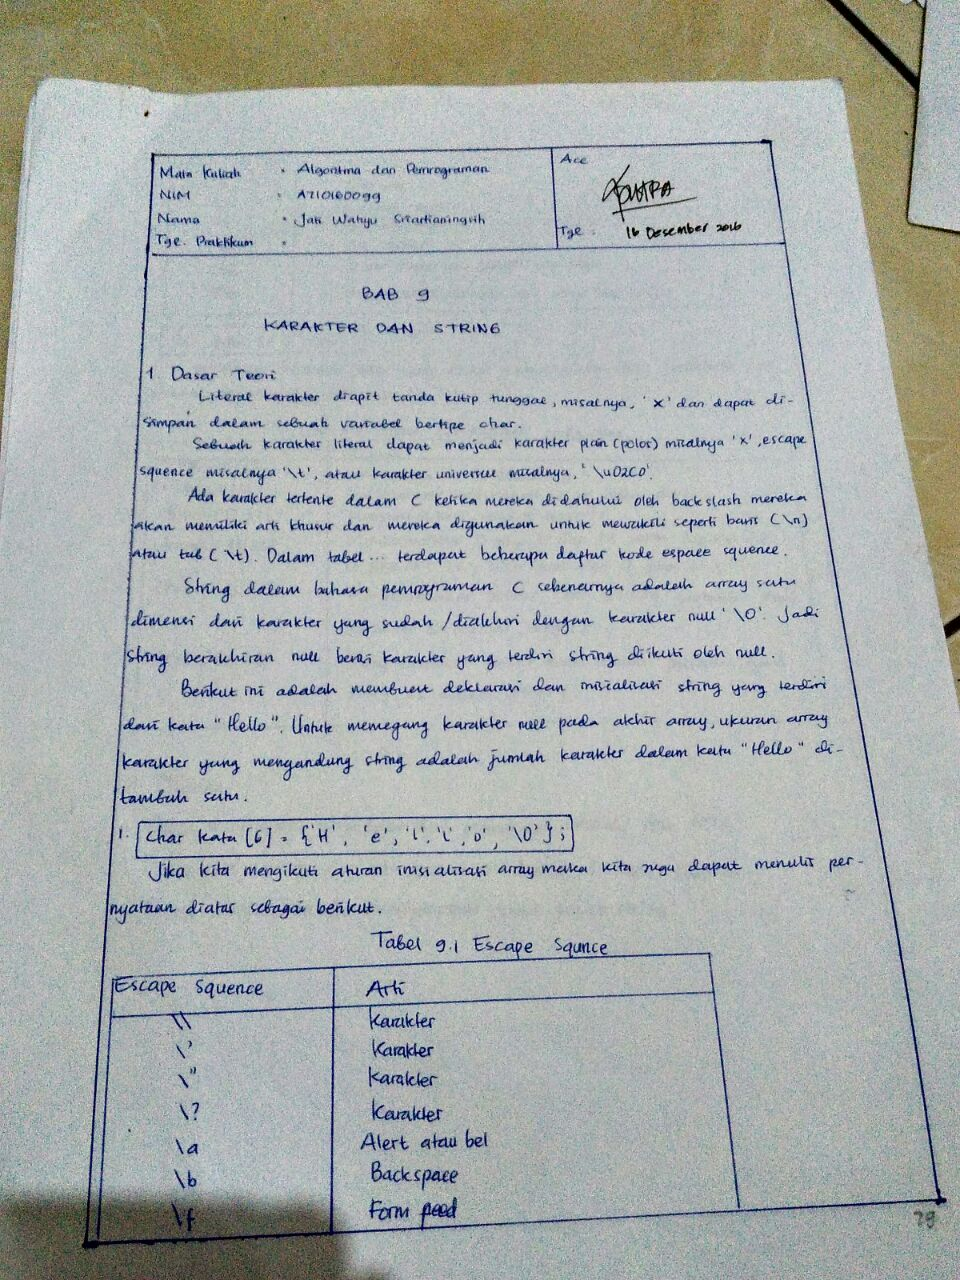 Mata Kuliah : Algoritma dan Pemrograman
NIM : A710160099
Nama : Jati Wahyu
Tgl. Praktikum :
Acc
Tgl : 16 Desember 2016
BAB 9
KARAKTER DAN STRING
1 Dasar Teori
Literal karakter diapit tanda kutip tunggal, misalnya, 'x' dan dapat di-
simpan dalam sebuah variabel bertipe char.
Sebuah karakter literal dapat menjadi karakter plain (polos) misalnya 'x', escape
squence misalnya '\t', atau karakter universel misalnya, '\u02C0'.
Ada karakter tertente dalam C ketika mereka didahului oleh backslash mereka
akan memiliki arti khusus dan mereka digunakan untuk mewakili seperti baris (\n)
atau tab (\t). Dalam tabel ... terdapat beberapa daftar kode espace squence.
String dalam bahasa pemrograman C sebenarnya adalah array satu
dimensi dari karakter yang sudah /diakhiri dengan karakter null '\0'. Jadi
string berakhiran null berisi karakter yang terdiri string diikuti oleh null.
Berikut ini adalah membuat deklarasi dan inisialisasi string yang terdiri
dari kata "Hello". Untuk memegang karakter null pada akhir array, ukuran array
karakter yang mengandung string adalah jumlah karakter dalam kata "Hello" di-
tambah satu.
1. Char kata [6] = {'H', 'e', 'l', 'l', 'o', '\0'};
Jika kita mengikuti aturan inisialisasi array maka kita juga dapat menulis per-
nyataan diatas sebagai berikut.
Tabel 9.1 Escape Squnce
Escape Squence Arti
\\ Karakter
\' Karakter
\" Karakter
\? Karakter
\a Alert atau bel
\b Backspace
\f Form feed
78